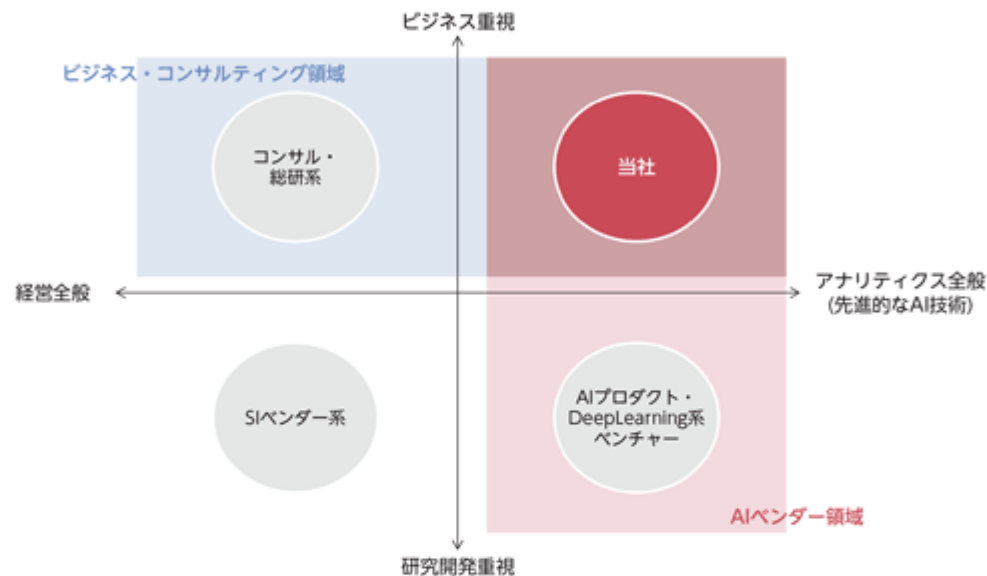 ビジネス重視
ビジネス・コンサルティング領域
コンサル・
総研系
当社
経営全般
アナリティクス全般
(先進的なAI技術)
SIベンダー系
AIプロダクト・
DeepLearning系
ベンチャー
AIベンダー領域
研究開発重視